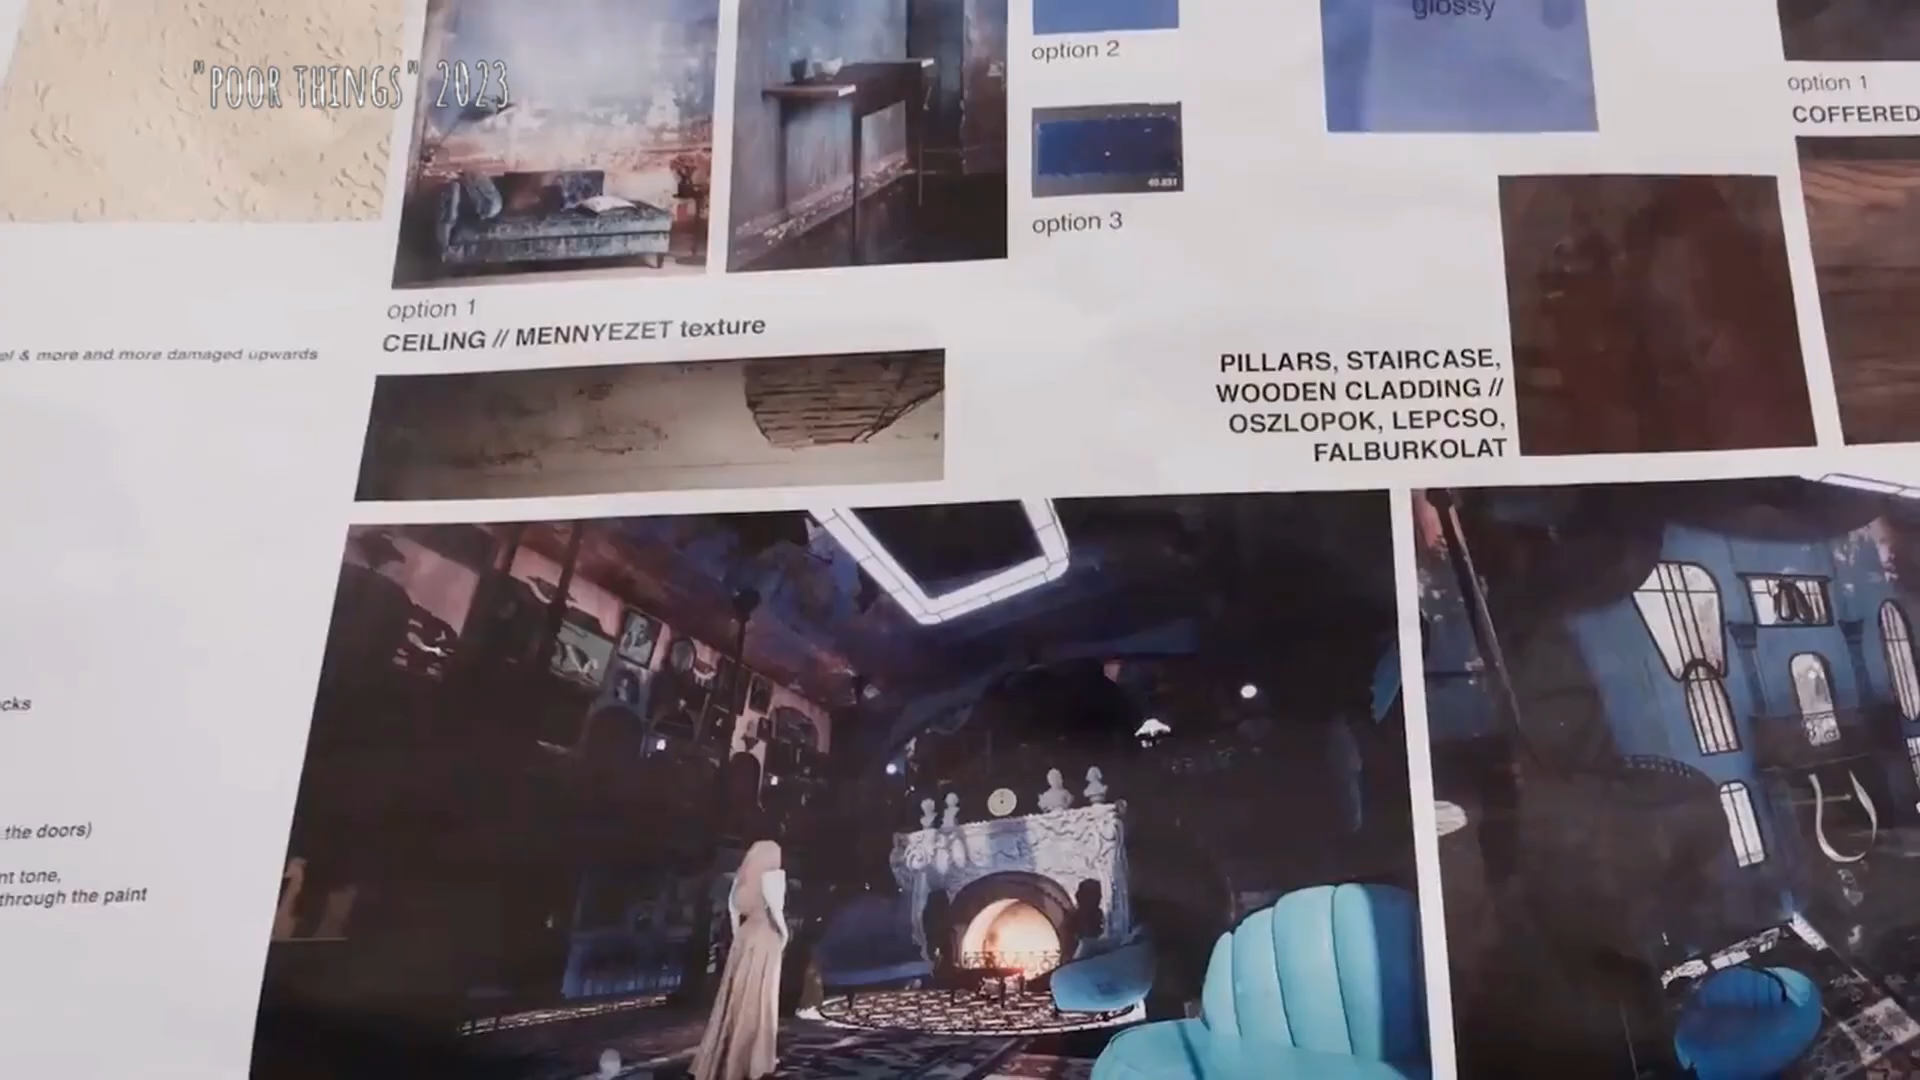 "POOR THINGS" 2023
glossy
option 2
option 1
COFFERED
option 3
option 1
CEILING // MENNYEZET texture
& more and more damaged upwards
PILLARS, STAIRCASE,
WOODEN CLADDING //
OSZLOPOK, LEPCSO,
FALBURKOLAT
the doors)
tone,
through the paint